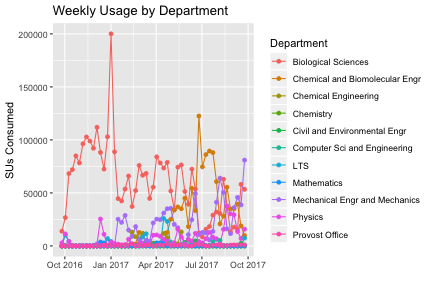 Weekly Usage by Department
SUs Consumed
200000
150000
100000
50000
0
Oct 2016 Jan 2017 Apr 2017 Jul 2017 Oct 2017
Department
Biological Sciences
Chemical and Biomolecular Engr
Chemical Engineering
Chemistry
Civil and Environmental Engr
Computer Sci and Engineering
LTS
Mathematics
Mechanical Engr and Mechanics
Physics
Provost Office